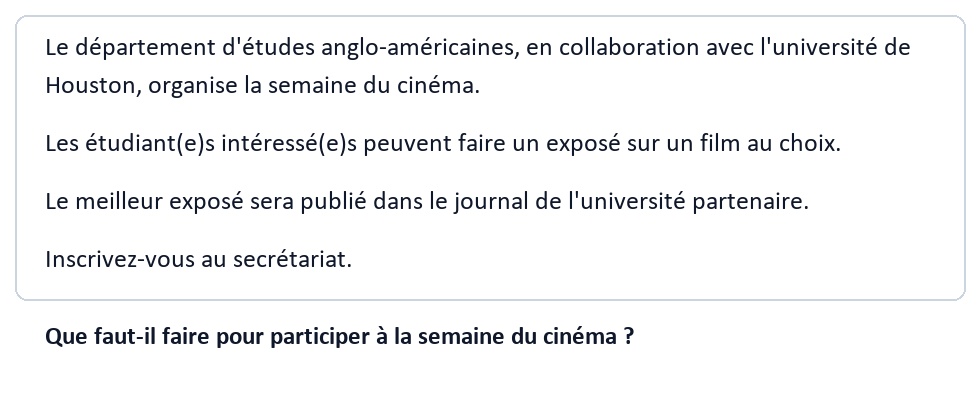 Le département d'études anglo-américaines, en collaboration avec l'université de
Houston, organise la semaine du cinéma.
Les étudiant(e)s intéressé(e)s peuvent faire un exposé sur un film au choix.
Le meilleur exposé sera publié dans le journal de l'université partenaire.
Inscrivez-vous au secrétariat.
Que faut-il faire pour participer à la semaine du cinéma ?